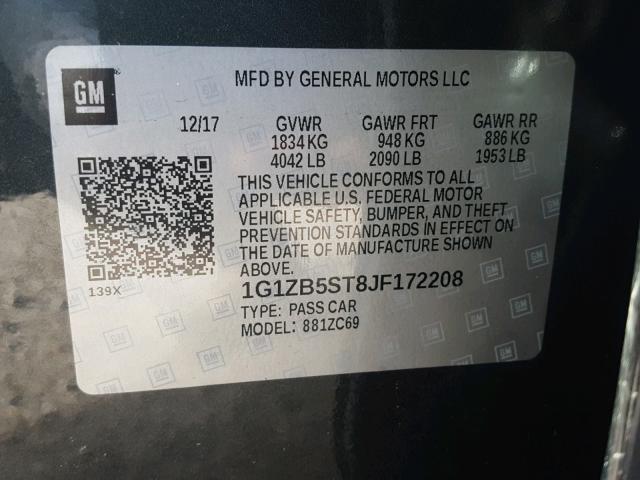 GM
MFD BY GENERAL MOTORS LLC
12/17 GVWR GAWR FRT GAWR RR
1834 KG 948 KG 886 KG
4042 LB 2090 LB 1953 LB
THIS VEHICLE CONFORMS TO ALL
APPLICABLE U.S. FEDERAL MOTOR
VEHICLE SAFETY, BUMPER, AND THEFT
PREVENTION STANDARDS IN EFFECT ON
THE DATE OF MANUFACTURE SHOWN
ABOVE.
139X
1G1ZB5ST8JF172208
TYPE: PASS CAR
MODEL: 881ZC69